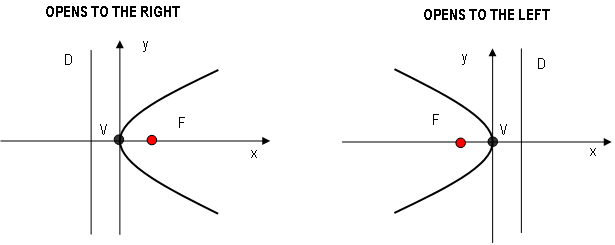 OPENS TO THE RIGHT
D
y
V
F
x
OPENS TO THE LEFT
y
D
F
V
x